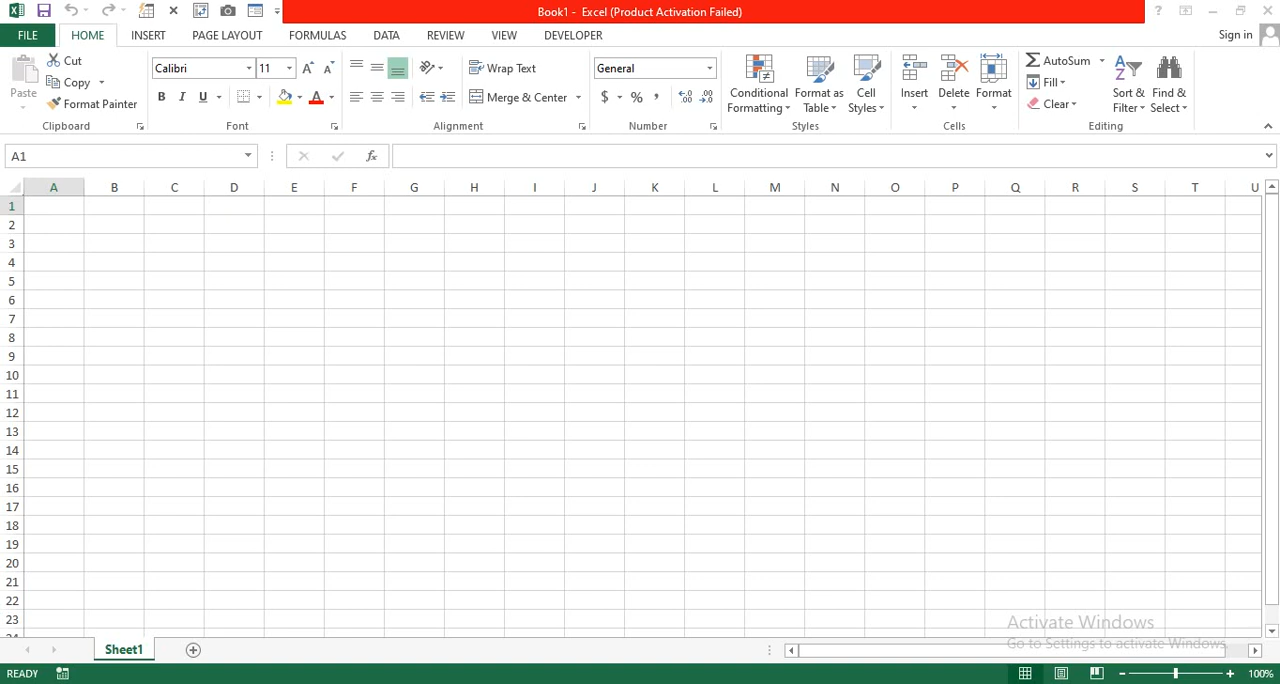 Book1 - Excel (Product Activation Failed)
FILE HOME INSERT PAGE LAYOUT FORMULAS DATA REVIEW VIEW DEVELOPER Sign in
Paste Cut
Copy
Format Painter
Clipboard
Calibri 11
B I U A
Font
Wrap Text
Merge & Center
Alignment
General
$ % ,
Number
Conditional Formatting
Format as Table
Cell Styles
Styles
Insert Delete Format
Cells
AutoSum
Fill
Clear
Sort & Filter
Find & Select
Editing
A1 fx
A B C D E F G H I J K L M N O P Q R S T U
1
2
3
4
5
6
7
8
9
10
11
12
13
14
15
16
17
18
19
20
21
22
23
24
Activate Windows
Go to Settings to activate Windows.
Sheet1
READY 100%